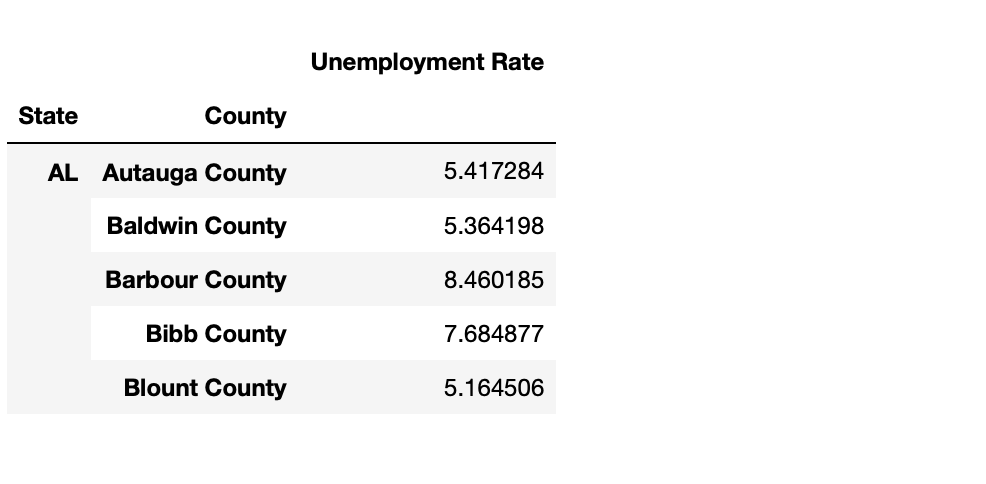 Unemployment Rate
State County
AL Autauga County 5.417284
Baldwin County 5.364198
Barbour County 8.460185
Bibb County 7.684877
Blount County 5.164506